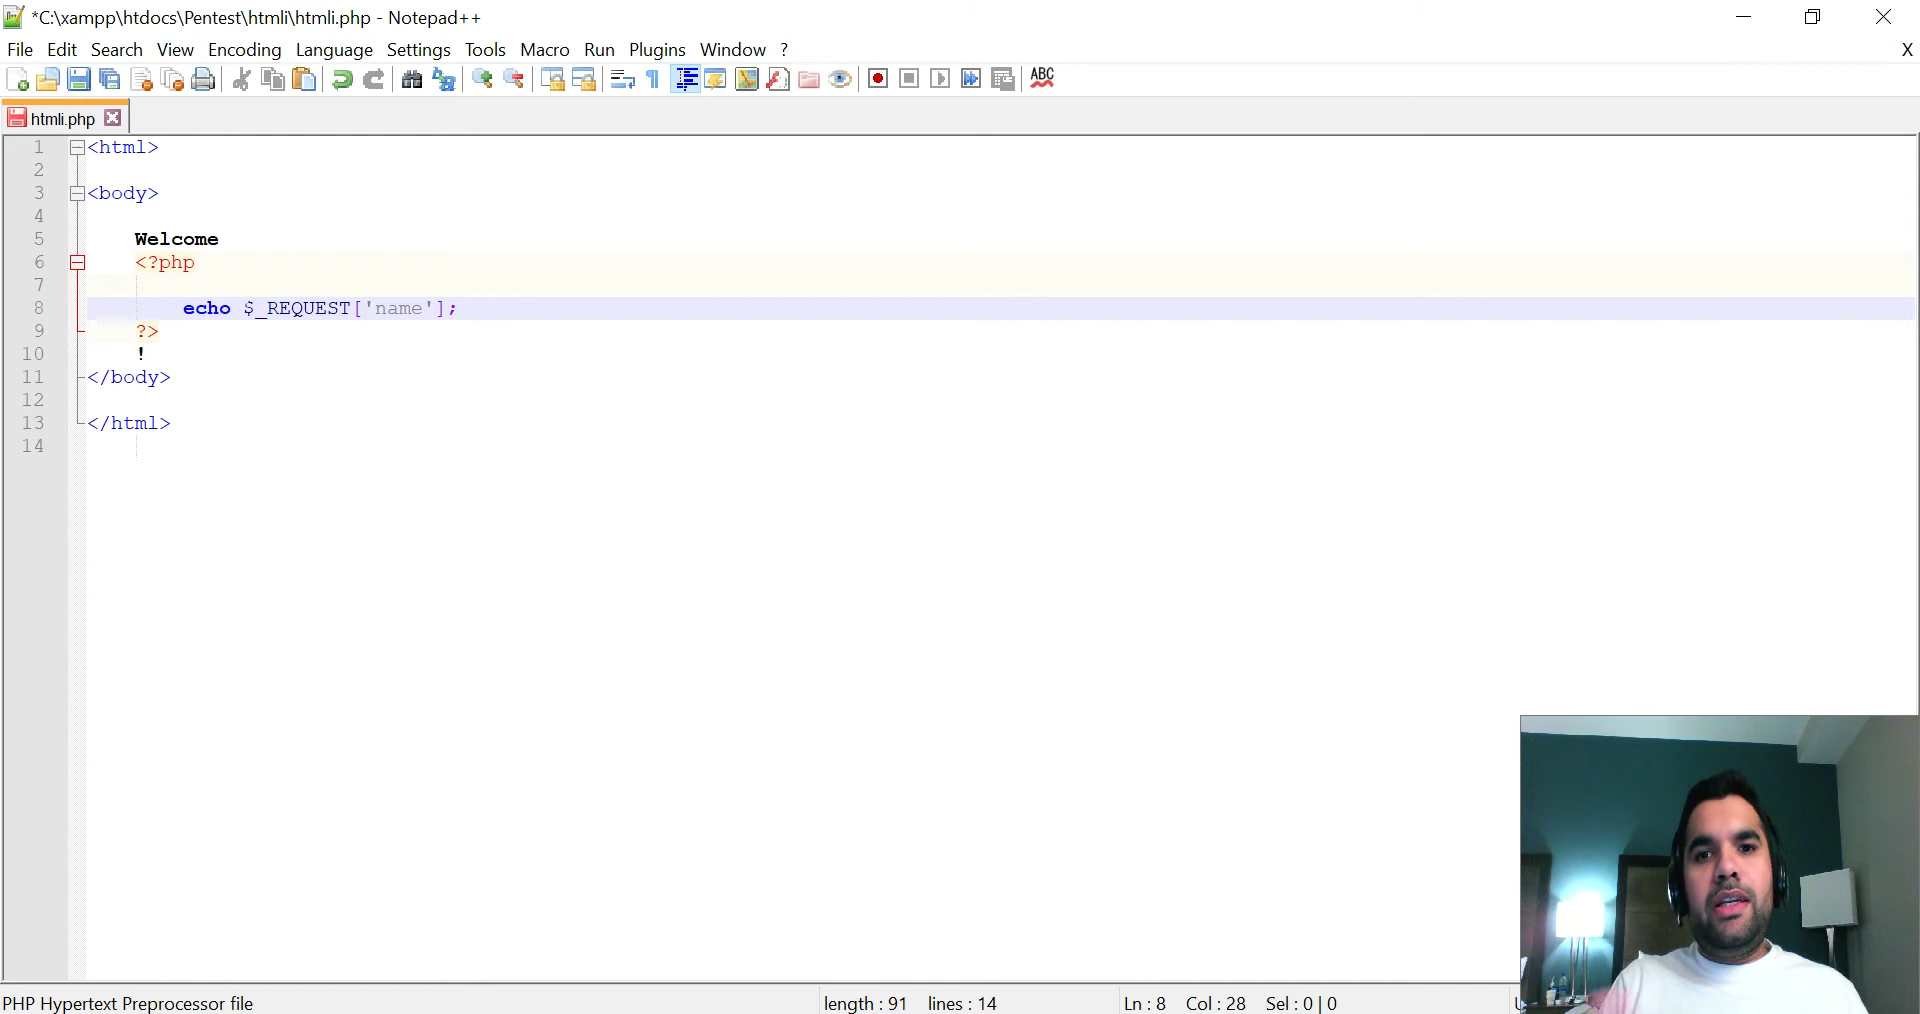 *C:\xampp\htdocs\Pentest\htmli\htmli.php - Notepad++
File Edit Search View Encoding Language Settings Tools Macro Run Plugins Window ? X
ABC
htmli.php
1 <html>
2
3 <body>
4
5 Welcome
6 <?php
7
8 echo $_REQUEST['name'];
9 ?>
10 !
11 </body>
12
13 </html>
14
PHP Hypertext Preprocessor file length : 91 lines : 14 Ln : 8 Col : 28 Sel : 0 | 0